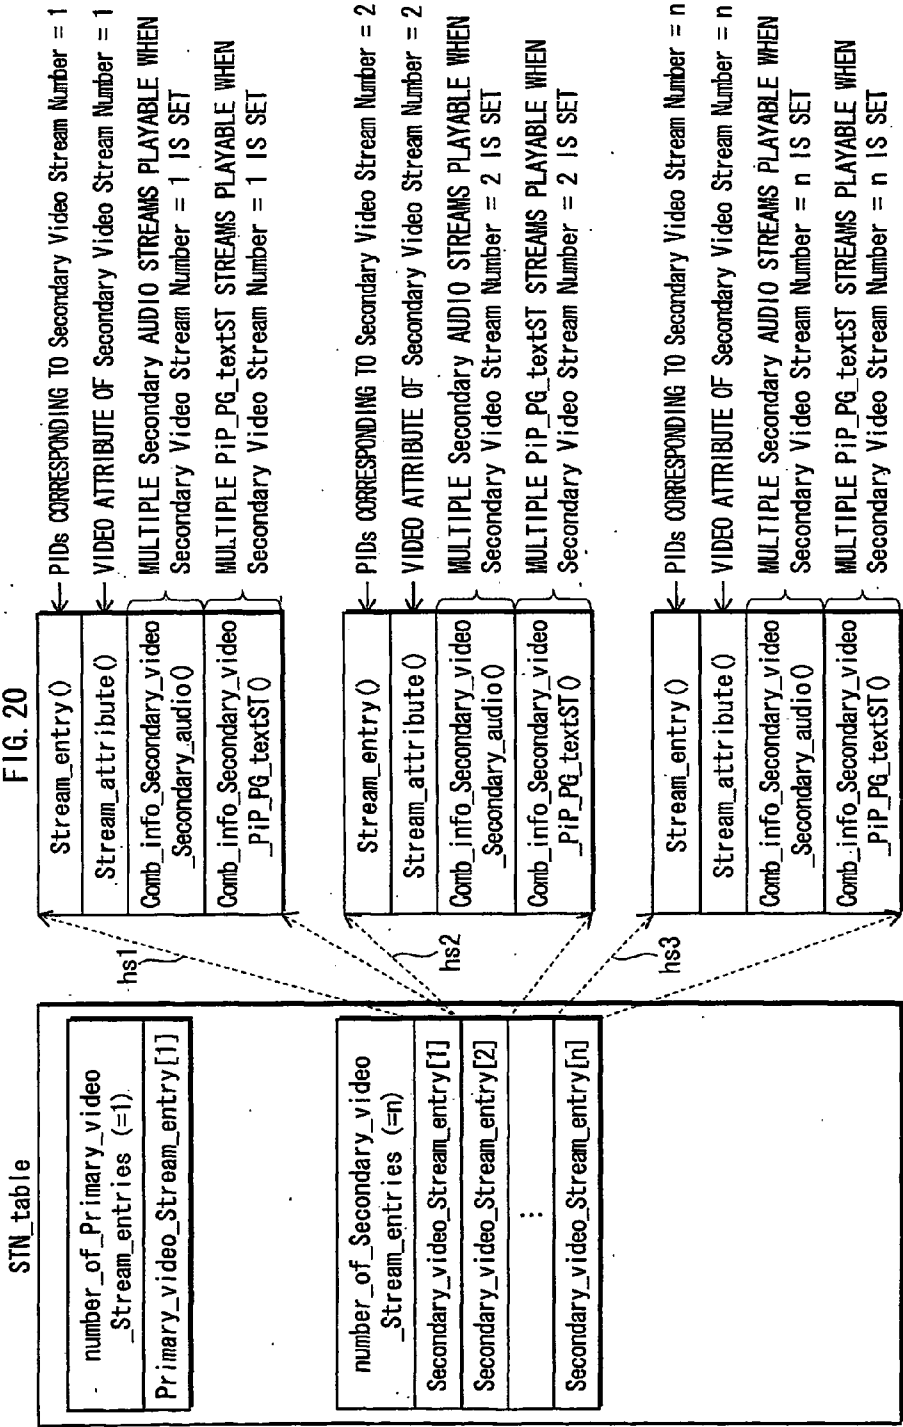 FIG. 20
STN_table
number_of_Primary_video
_Stream_entries (=1)
Primary_video_Stream_entry[1]
number_of_Secondary_video
_Stream_entries (=n)
Secondary_video_Stream_entry[1]
Secondary_video_Stream_entry[2]
⋮
Secondary_video_Stream_entry[n]
hs1
Stream_entry()
Stream_attribute()
Comb_info_Secondary_video
_Secondary_audio()
Comb_info_Secondary_video
_PiP_PG_textST()
PIDs CORRESPONDING TO Secondary Video Stream Number = 1
VIDEO ATTRIBUTE OF Secondary Video Stream Number = 1
MULTIPLE Secondary AUDIO STREAMS PLAYABLE WHEN
Secondary Video Stream Number = 1 IS SET
MULTIPLE PiP_PG_textST STREAMS PLAYABLE WHEN
Secondary Video Stream Number = 1 IS SET
hs2
Stream_entry()
Stream_attribute()
Comb_info_Secondary_video
_Secondary_audio()
Comb_info_Secondary_video
_PiP_PG_textST()
PIDs CORRESPONDING TO Secondary Video Stream Number = 2
VIDEO ATTRIBUTE OF Secondary Video Stream Number = 2
MULTIPLE Secondary AUDIO STREAMS PLAYABLE WHEN
Secondary Video Stream Number = 2 IS SET
MULTIPLE PiP_PG_textST STREAMS PLAYABLE WHEN
Secondary Video Stream Number = 2 IS SET
hs3
Stream_entry()
Stream_attribute()
Comb_info_Secondary_video
_Secondary_audio()
Comb_info_Secondary_video
_PiP_PG_textST()
PIDs CORRESPONDING TO Secondary Video Stream Number = n
VIDEO ATTRIBUTE OF Secondary Video Stream Number = n
MULTIPLE Secondary AUDIO STREAMS PLAYABLE WHEN
Secondary Video Stream Number = n IS SET
MULTIPLE PiP_PG_textST STREAMS PLAYABLE WHEN
Secondary Video Stream Number = n IS SET